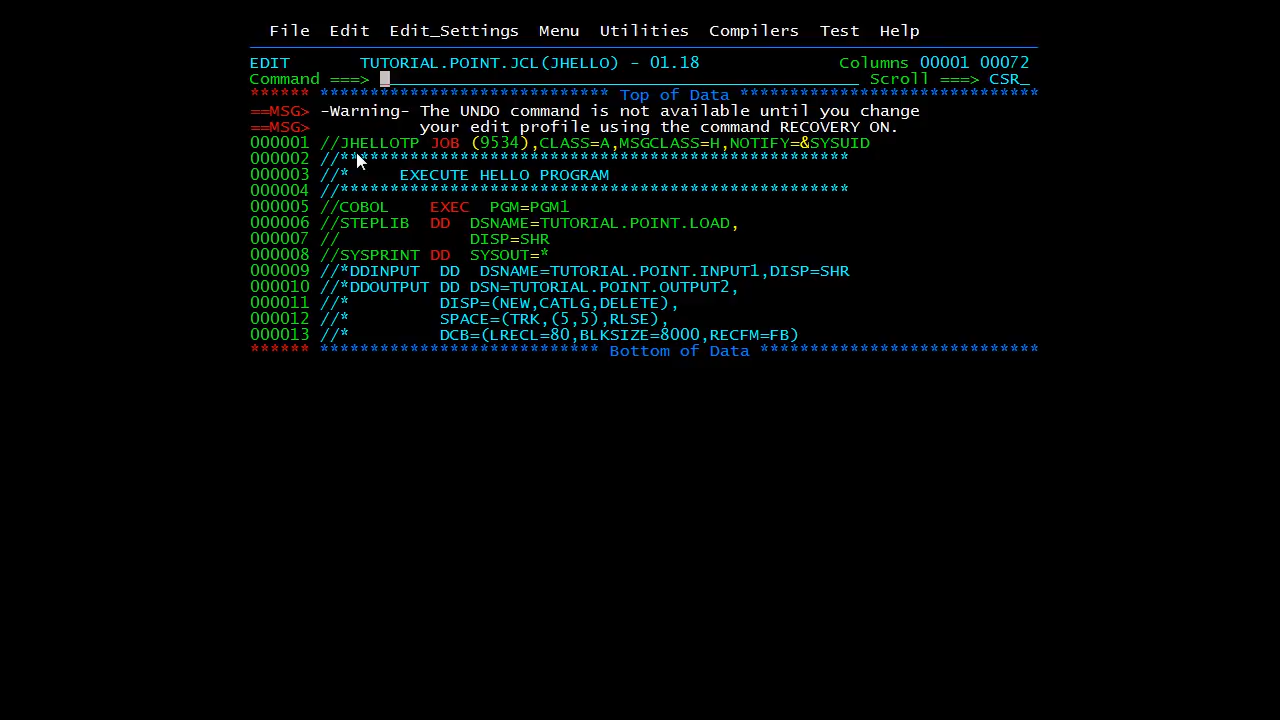 File  Edit  Edit_Settings  Menu  Utilities  Compilers  Test  Help
EDIT       TUTORIAL.POINT.JCL(JHELLO) - 01.18              Columns 00001 00072
Command ===>                                                  Scroll ===> CSR_
****** ***************************** Top of Data ******************************
==MSG> -Warning- The UNDO command is not available until you change
==MSG>           your edit profile using the command RECOVERY ON.
000001 //JHELLOTP JOB (9534),CLASS=A,MSGCLASS=H,NOTIFY=&SYSUID
000002 //***************************************************
000003 //*     EXECUTE HELLO PROGRAM
000004 //***************************************************
000005 //COBOL    EXEC  PGM=PGM1
000006 //STEPLIB  DD  DSNAME=TUTORIAL.POINT.LOAD,
000007 //             DISP=SHR
000008 //SYSPRINT DD  SYSOUT=*
000009 //*DDINPUT  DD  DSNAME=TUTORIAL.POINT.INPUT1,DISP=SHR
000010 //*DDOUTPUT DD DSN=TUTORIAL.POINT.OUTPUT2,
000011 //*         DISP=(NEW,CATLG,DELETE),
000012 //*         SPACE=(TRK,(5,5),RLSE),
000013 //*         DCB=(LRECL=80,BLKSIZE=8000,RECFM=FB)
****** **************************** Bottom of Data ****************************